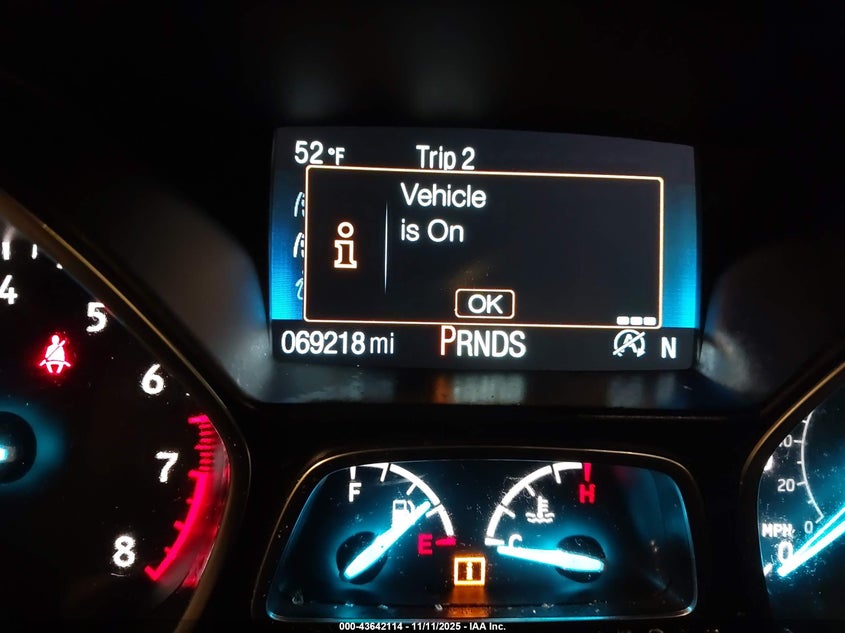 52 °F Trip 2
Vehicle
is On
i
OK
069218 mi PRNDS A N
4
5
6
7
8
F
E
C
H
20
0
MPH
0
000-43642114 - 11/11/2025 - IAA Inc.